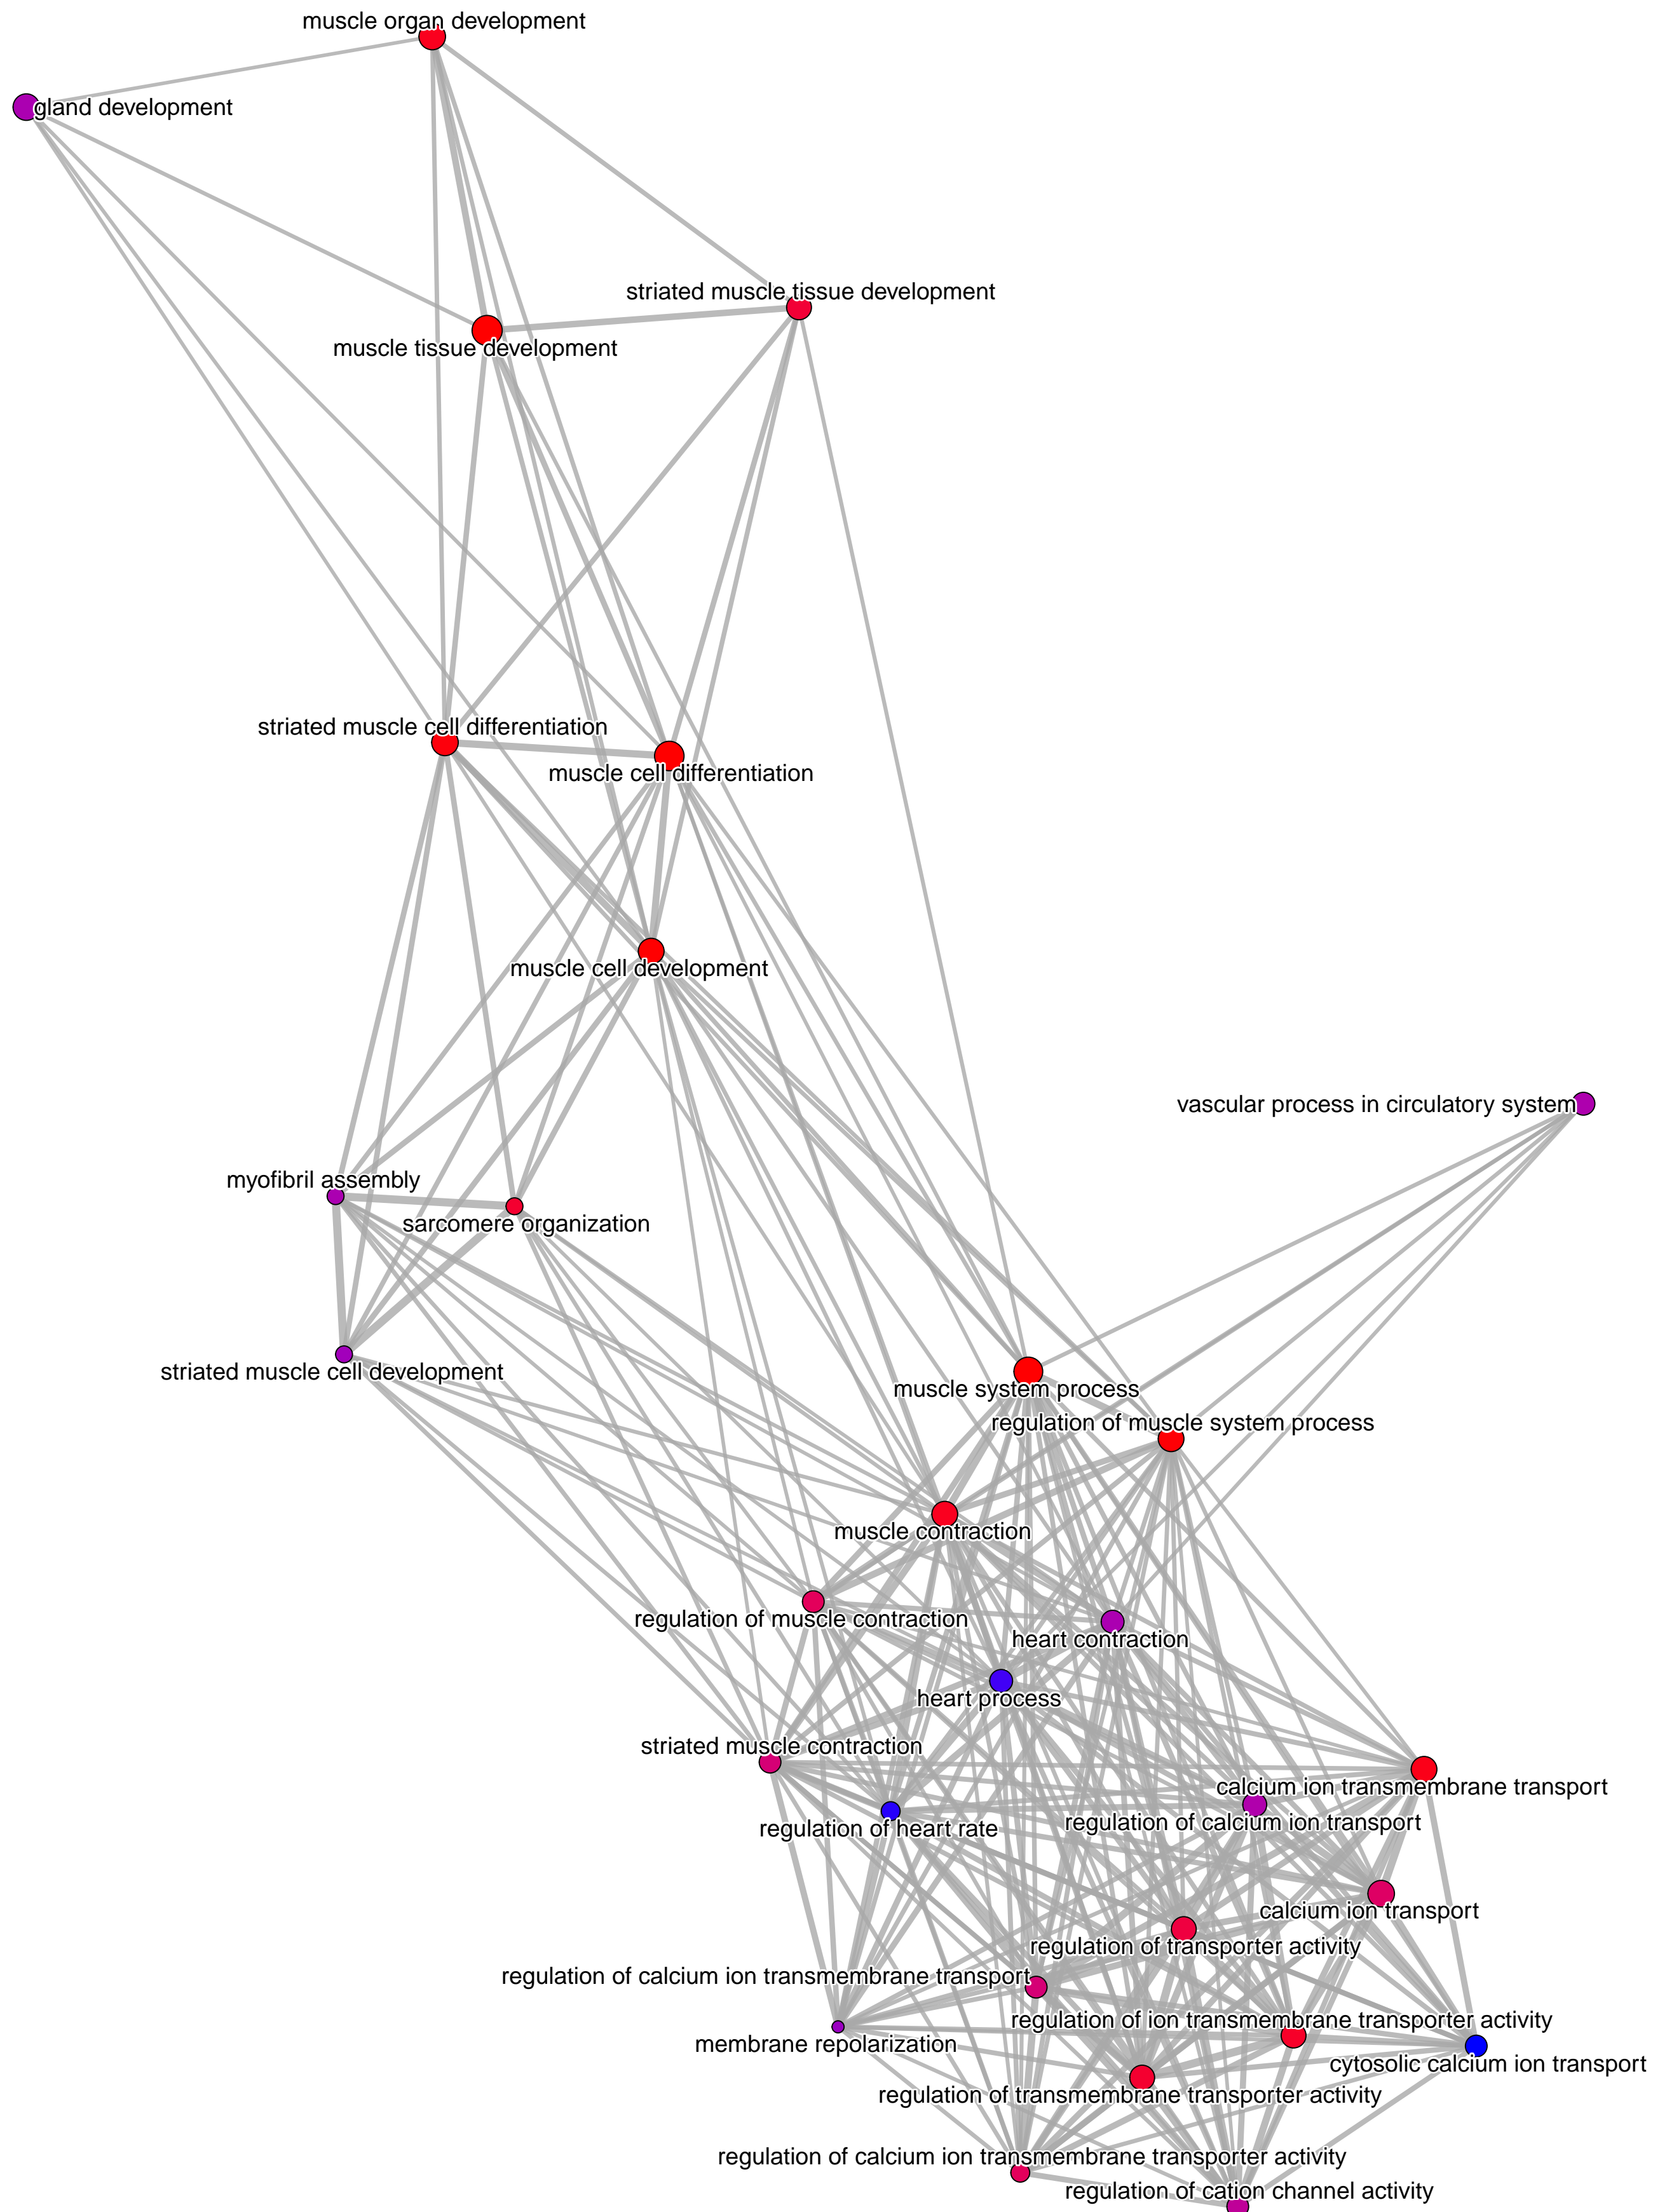 muscle organ development
gland development
striated muscle tissue development
muscle tissue development
striated muscle cell differentiation
muscle cell differentiation
muscle cell development
vascular process in circulatory system
myofibril assembly
sarcomere organization
striated muscle cell development
muscle system process
regulation of muscle system process
muscle contraction
regulation of muscle contraction
heart contraction
heart process
striated muscle contraction
calcium ion transmembrane transport
regulation of calcium ion transport
regulation of heart rate
calcium ion transport
regulation of transporter activity
regulation of calcium ion transmembrane transport
regulation of ion transmembrane transporter activity
membrane repolarization
cytosolic calcium ion transport
regulation of transmembrane transporter activity
regulation of calcium ion transmembrane transporter activity
regulation of cation channel activity